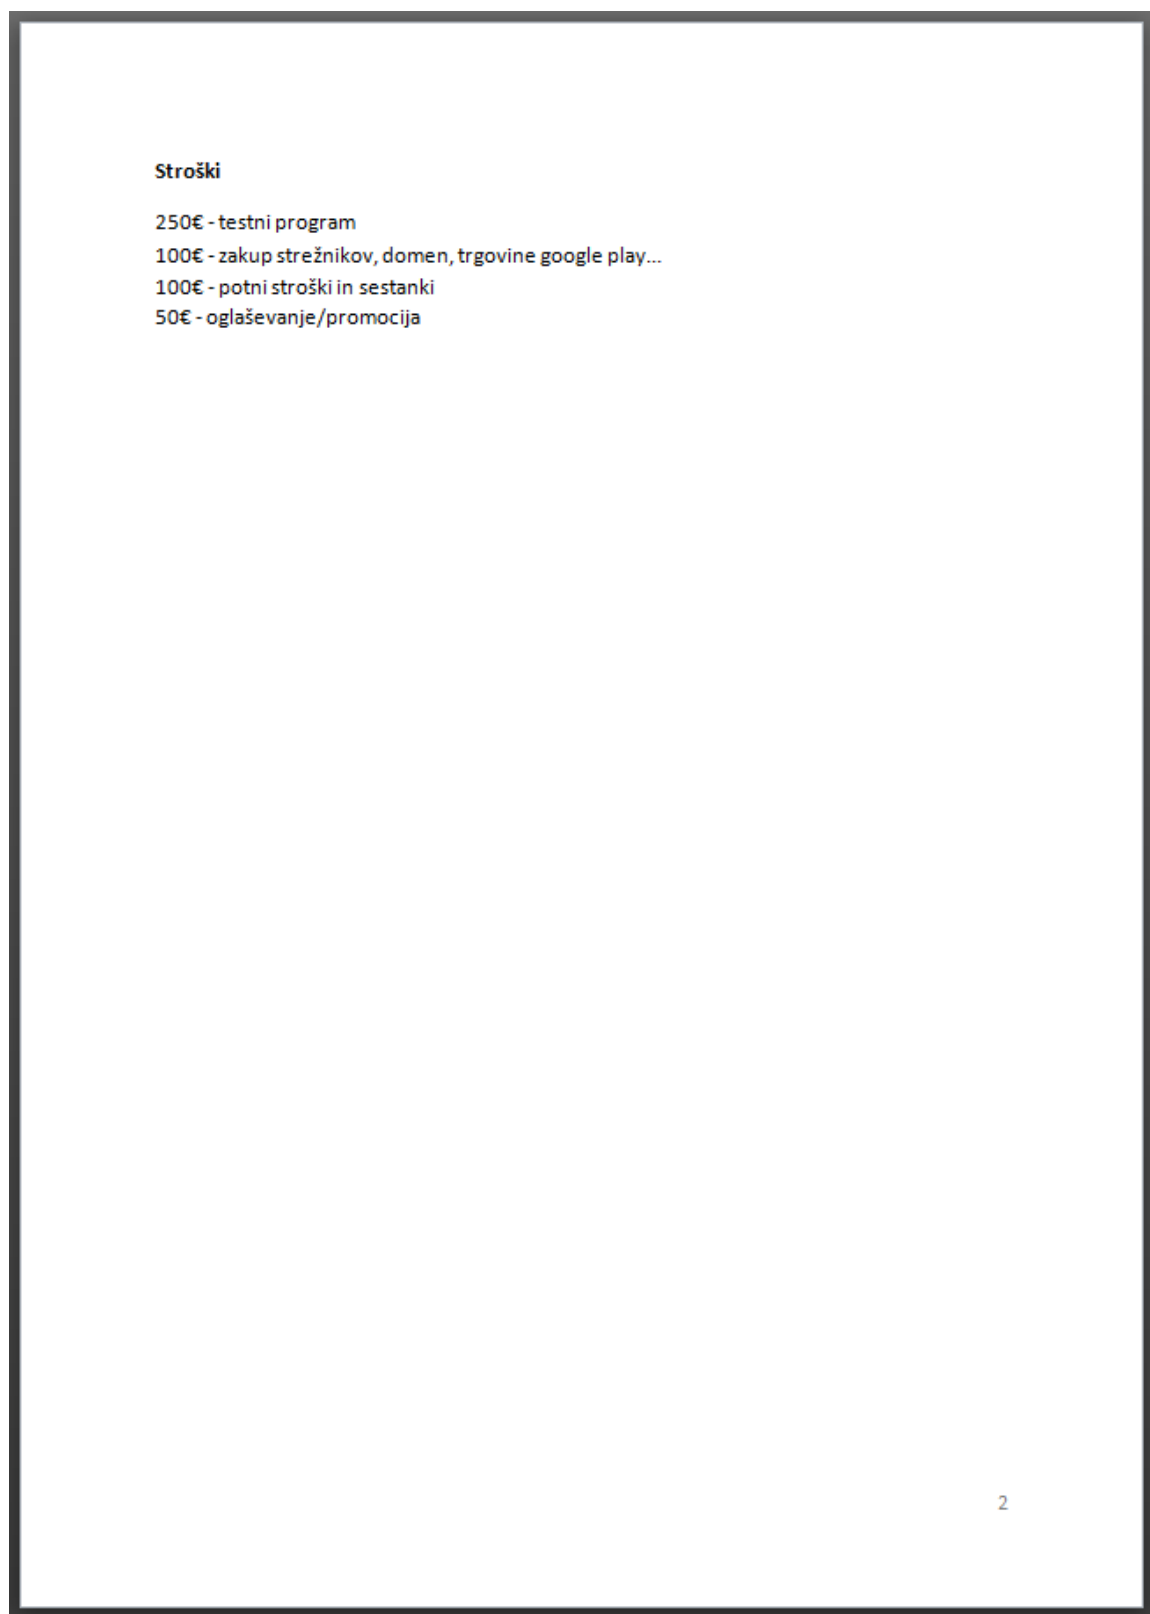 Stroški
250€ - testni program
100€ - zakup strežnikov, domen, trgovine google play...
100€ - potni stroški in sestanki
50€ - oglaševanje/promocija
2